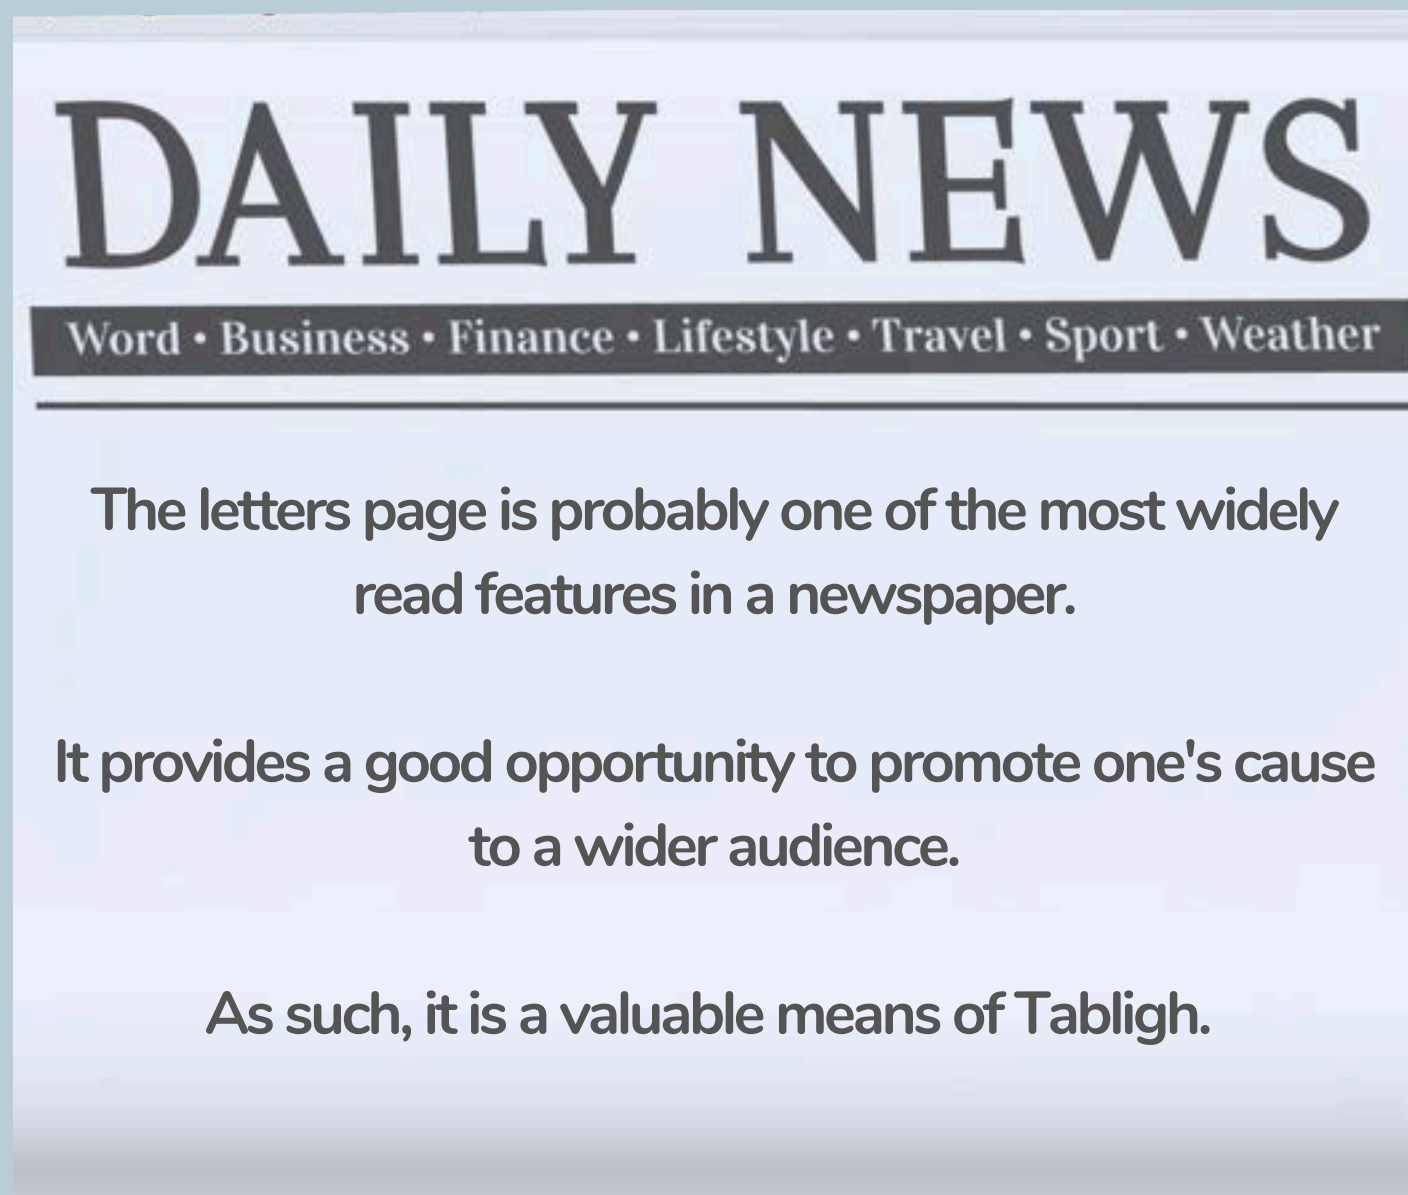 DAILY NEWS
Word • Business • Finance • Lifestyle • Travel • Sport • Weather
The letters page is probably one of the most widely
read features in a newspaper.
It provides a good opportunity to promote one's cause
to a wider audience.
As such, it is a valuable means of Tabligh.